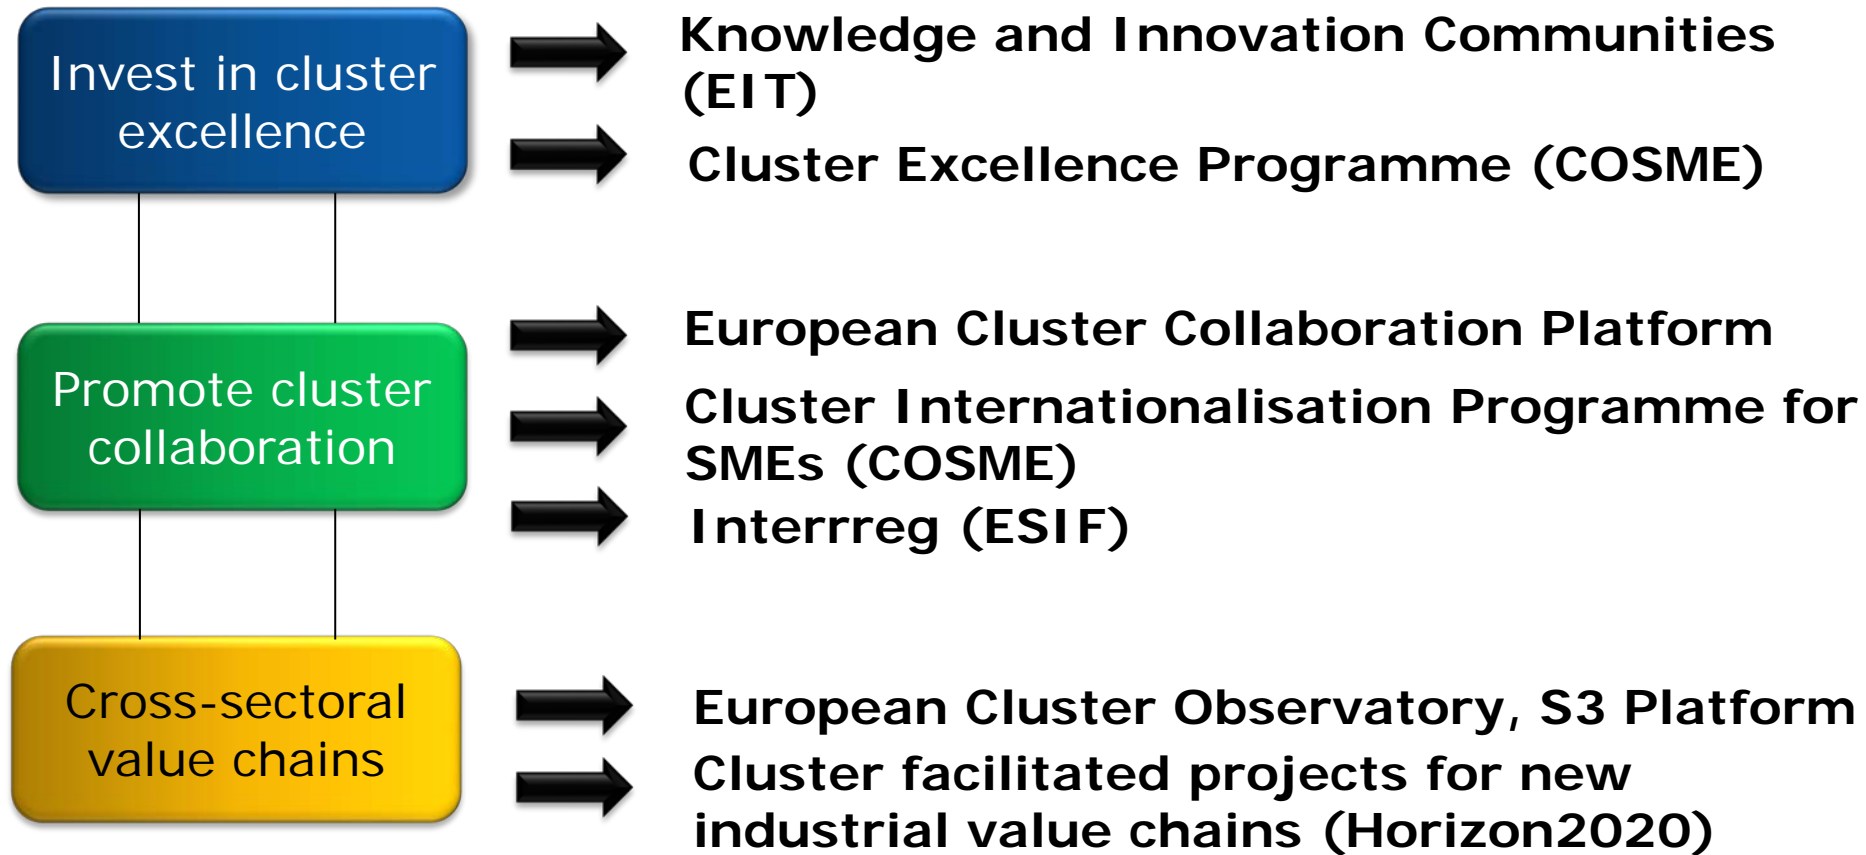 Invest in cluster
excellence
Knowledge and Innovation Communities
(EIT)
Cluster Excellence Programme (COSME)
Promote cluster
collaboration
European Cluster Collaboration Platform
Cluster Internationalisation Programme for
SMEs (COSME)
Interrreg (ESIF)
Cross-sectoral
value chains
European Cluster Observatory, S3 Platform
Cluster facilitated projects for new
industrial value chains (Horizon2020)